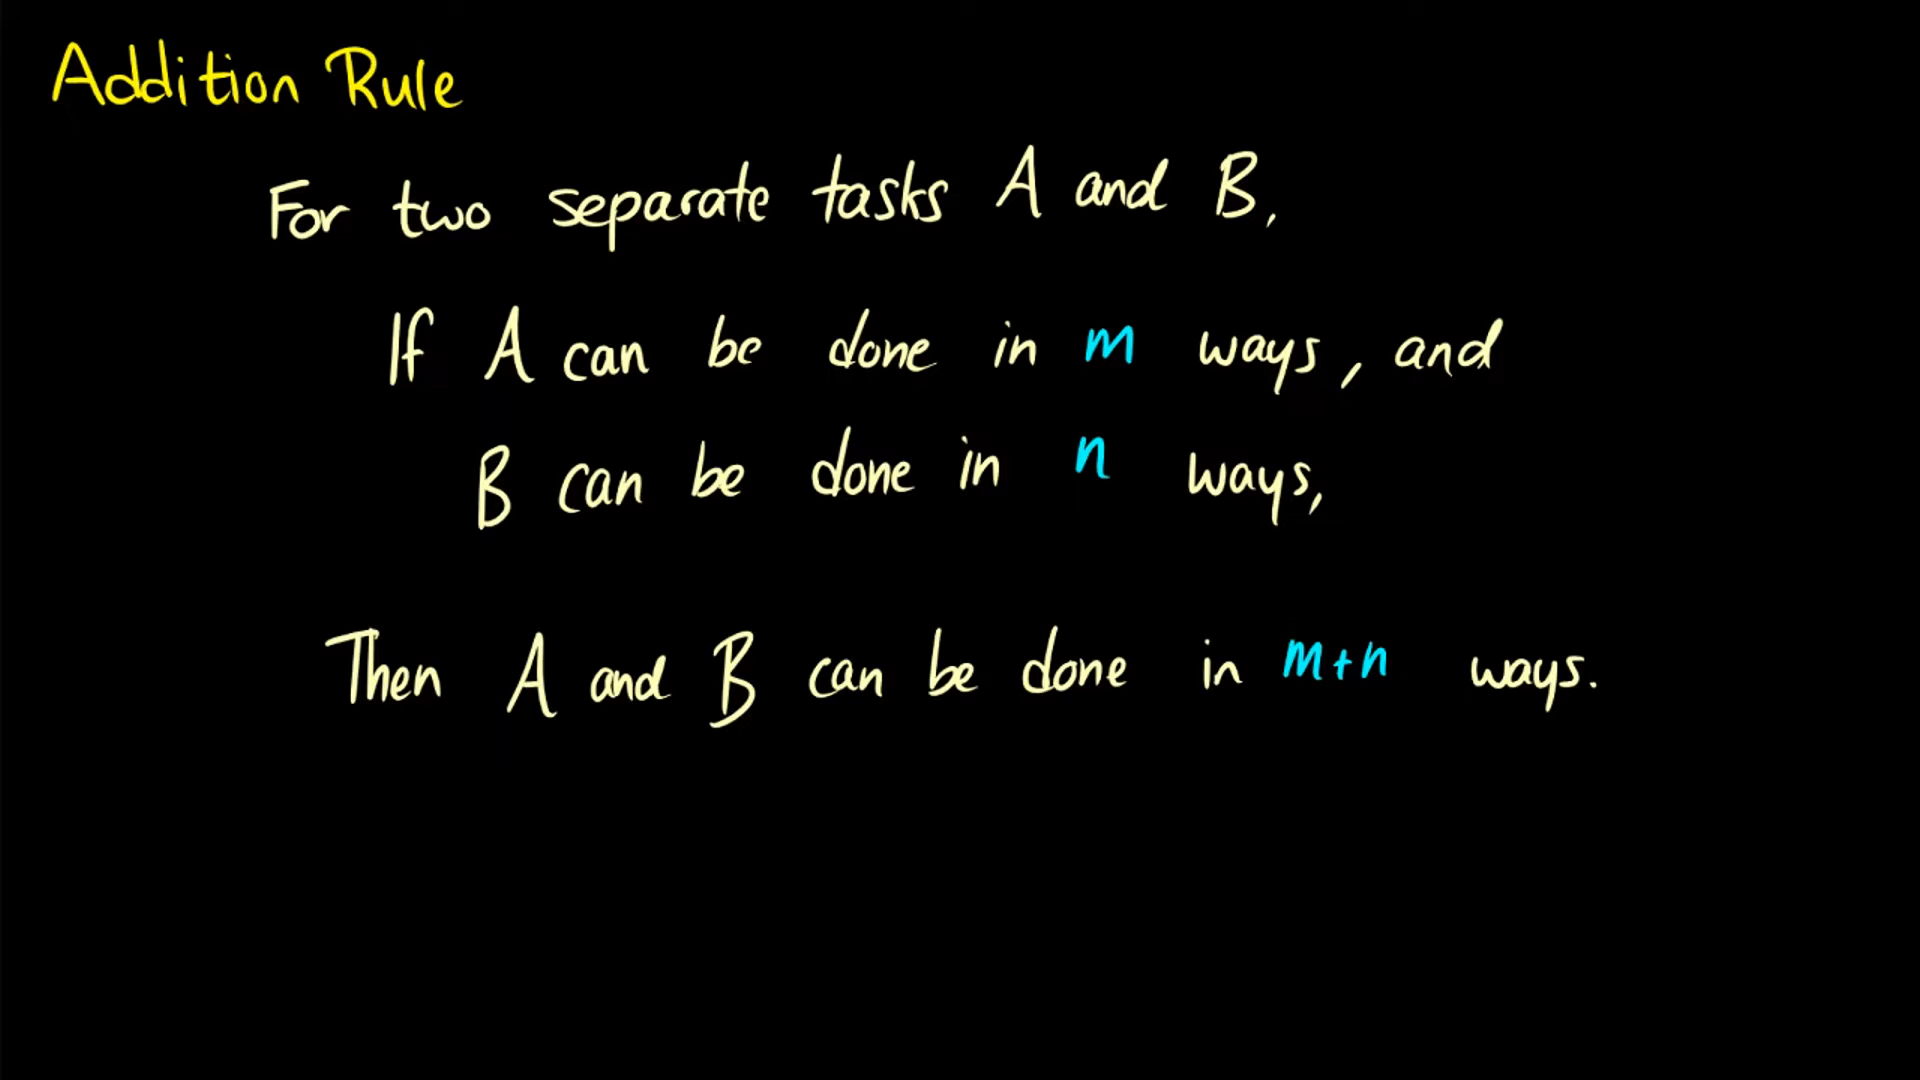 Addition Rule
For two separate tasks A and B,
If A can be done in m ways, and
B can be done in n ways,
Then A and B can be done in m+n ways.